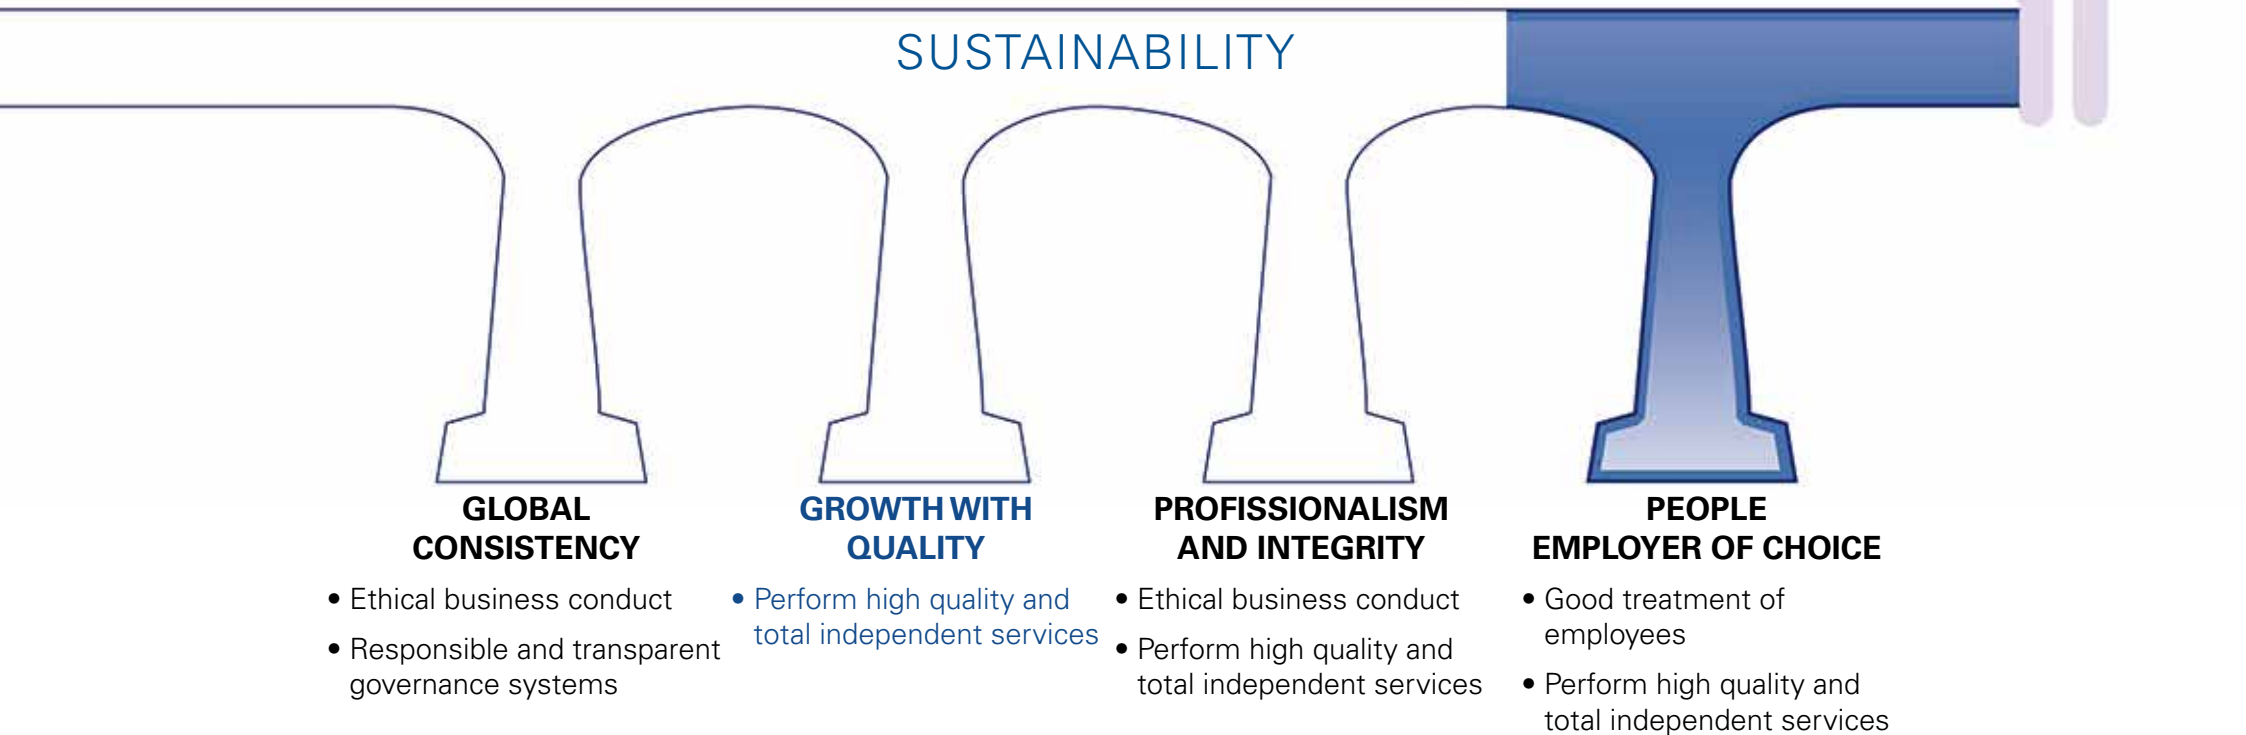 SUSTAINABILITY
GLOBAL
CONSISTENCY
• Ethical business conduct
• Responsible and transparent
governance systems
GROWTH WITH
QUALITY
• Perform high quality and
total independent services
PROFISSIONALISM
AND INTEGRITY
• Ethical business conduct
• Perform high quality and
total independent services
PEOPLE
EMPLOYER OF CHOICE
• Good treatment of
employees
• Perform high quality and
total independent services